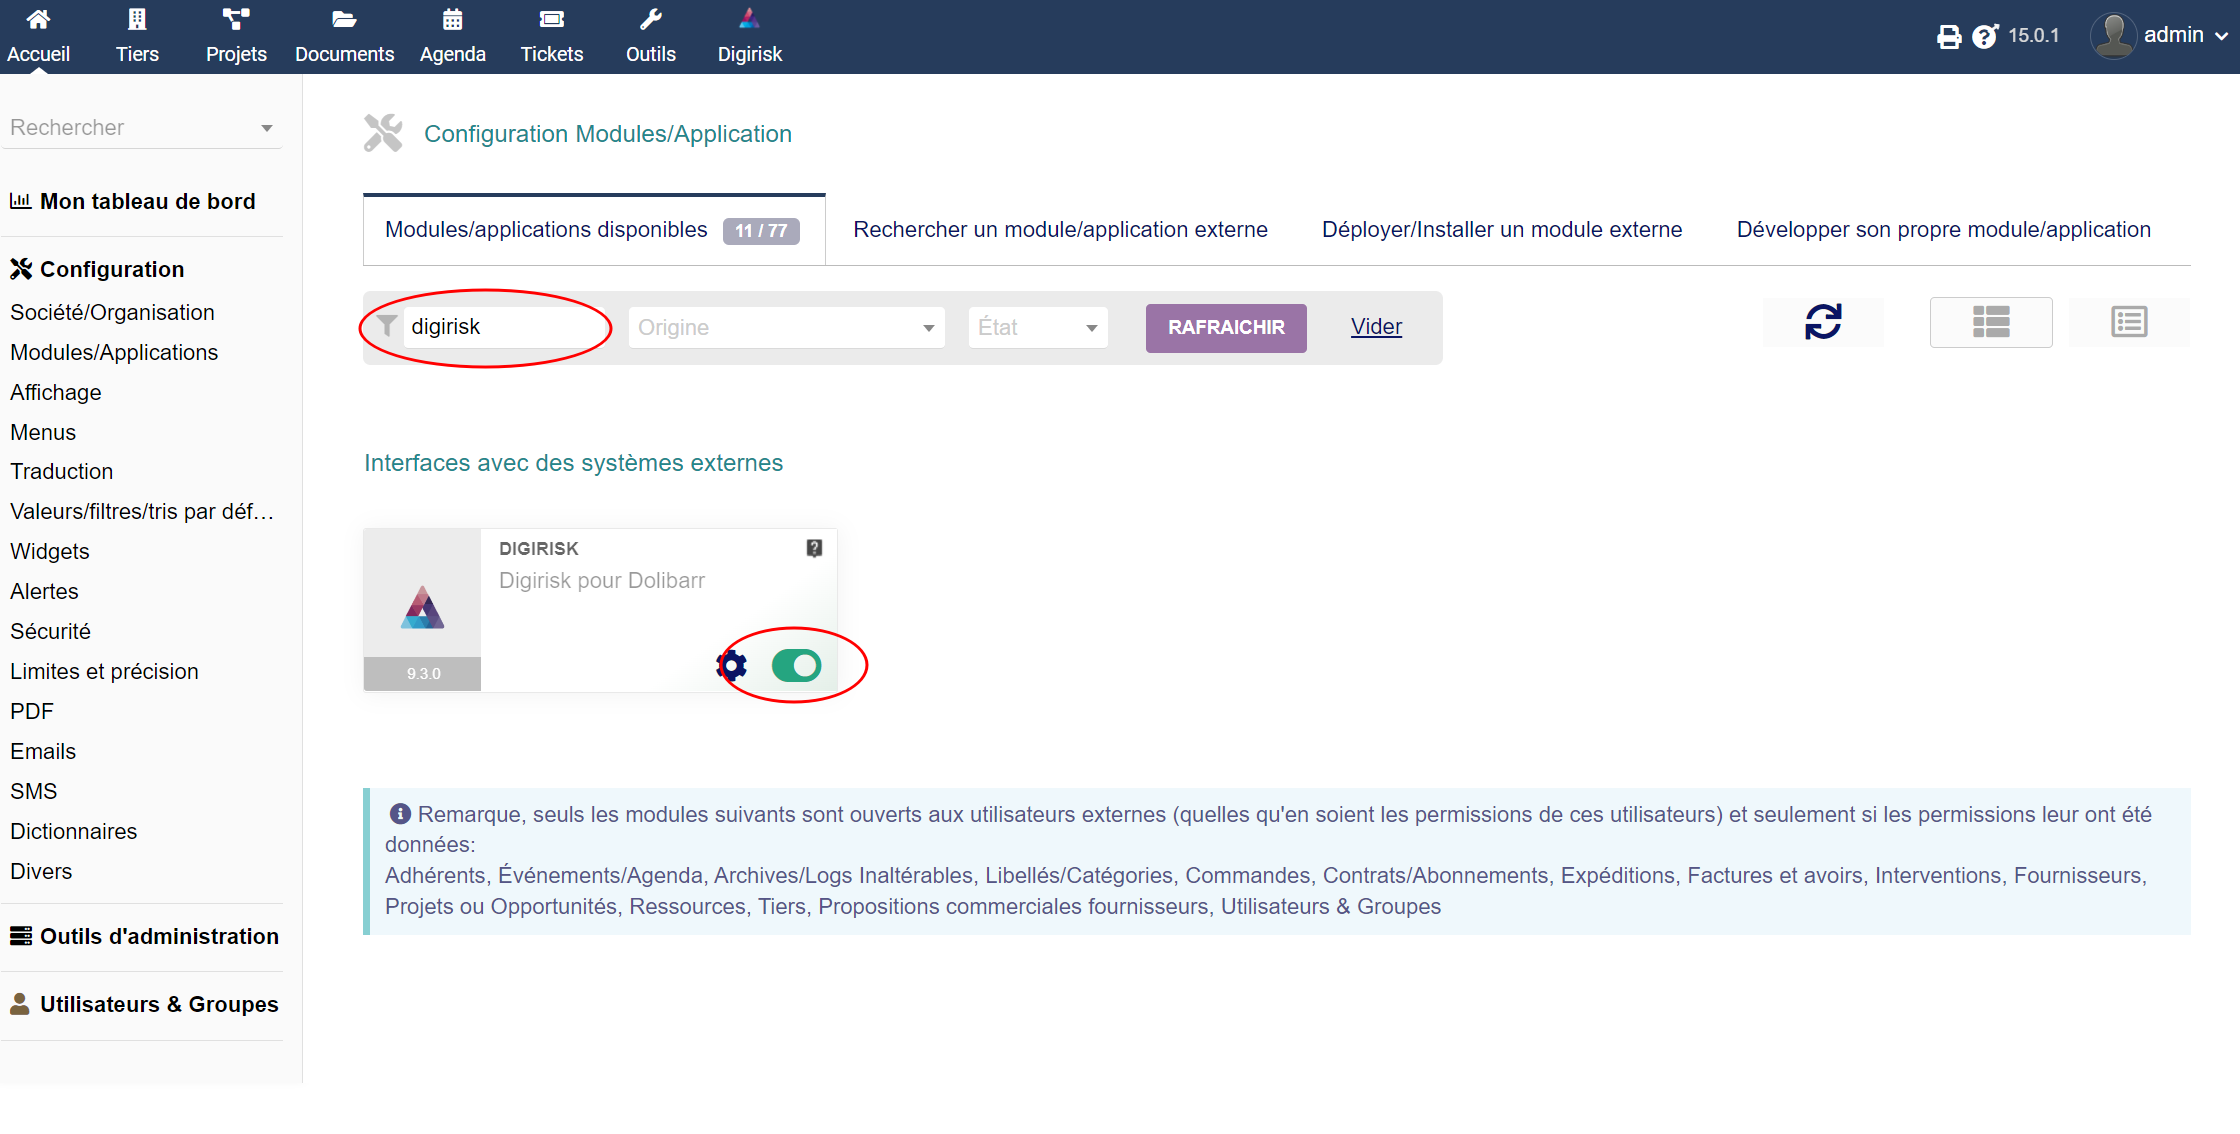 Accueil
Tiers
Projets
Documents
Agenda
Tickets
Outils
Digirisk
15.0.1
admin
Rechercher
Mon tableau de bord
Configuration
Société/Organisation
Modules/Applications
Affichage
Menus
Traduction
Valeurs/filtres/tris par déf...
Widgets
Alertes
Sécurité
Limites et précision
PDF
Emails
SMS
Dictionnaires
Divers
Outils d'administration
Utilisateurs & Groupes
Configuration Modules/Application
Modules/applications disponibles 11 / 77
Rechercher un module/application externe
Déployer/Installer un module externe
Développer son propre module/application
digirisk
Origine
État
RAFRAICHIR
Vider
Interfaces avec des systèmes externes
DIGIRISK
Digirisk pour Dolibarr
9.3.0
Remarque, seuls les modules suivants sont ouverts aux utilisateurs externes (quelles qu'en soient les permissions de ces utilisateurs) et seulement si les permissions leur ont été
données:
Adhérents, Événements/Agenda, Archives/Logs Inaltérables, Libellés/Catégories, Commandes, Contrats/Abonnements, Expéditions, Factures et avoirs, Interventions, Fournisseurs,
Projets ou Opportunités, Ressources, Tiers, Propositions commerciales fournisseurs, Utilisateurs & Groupes